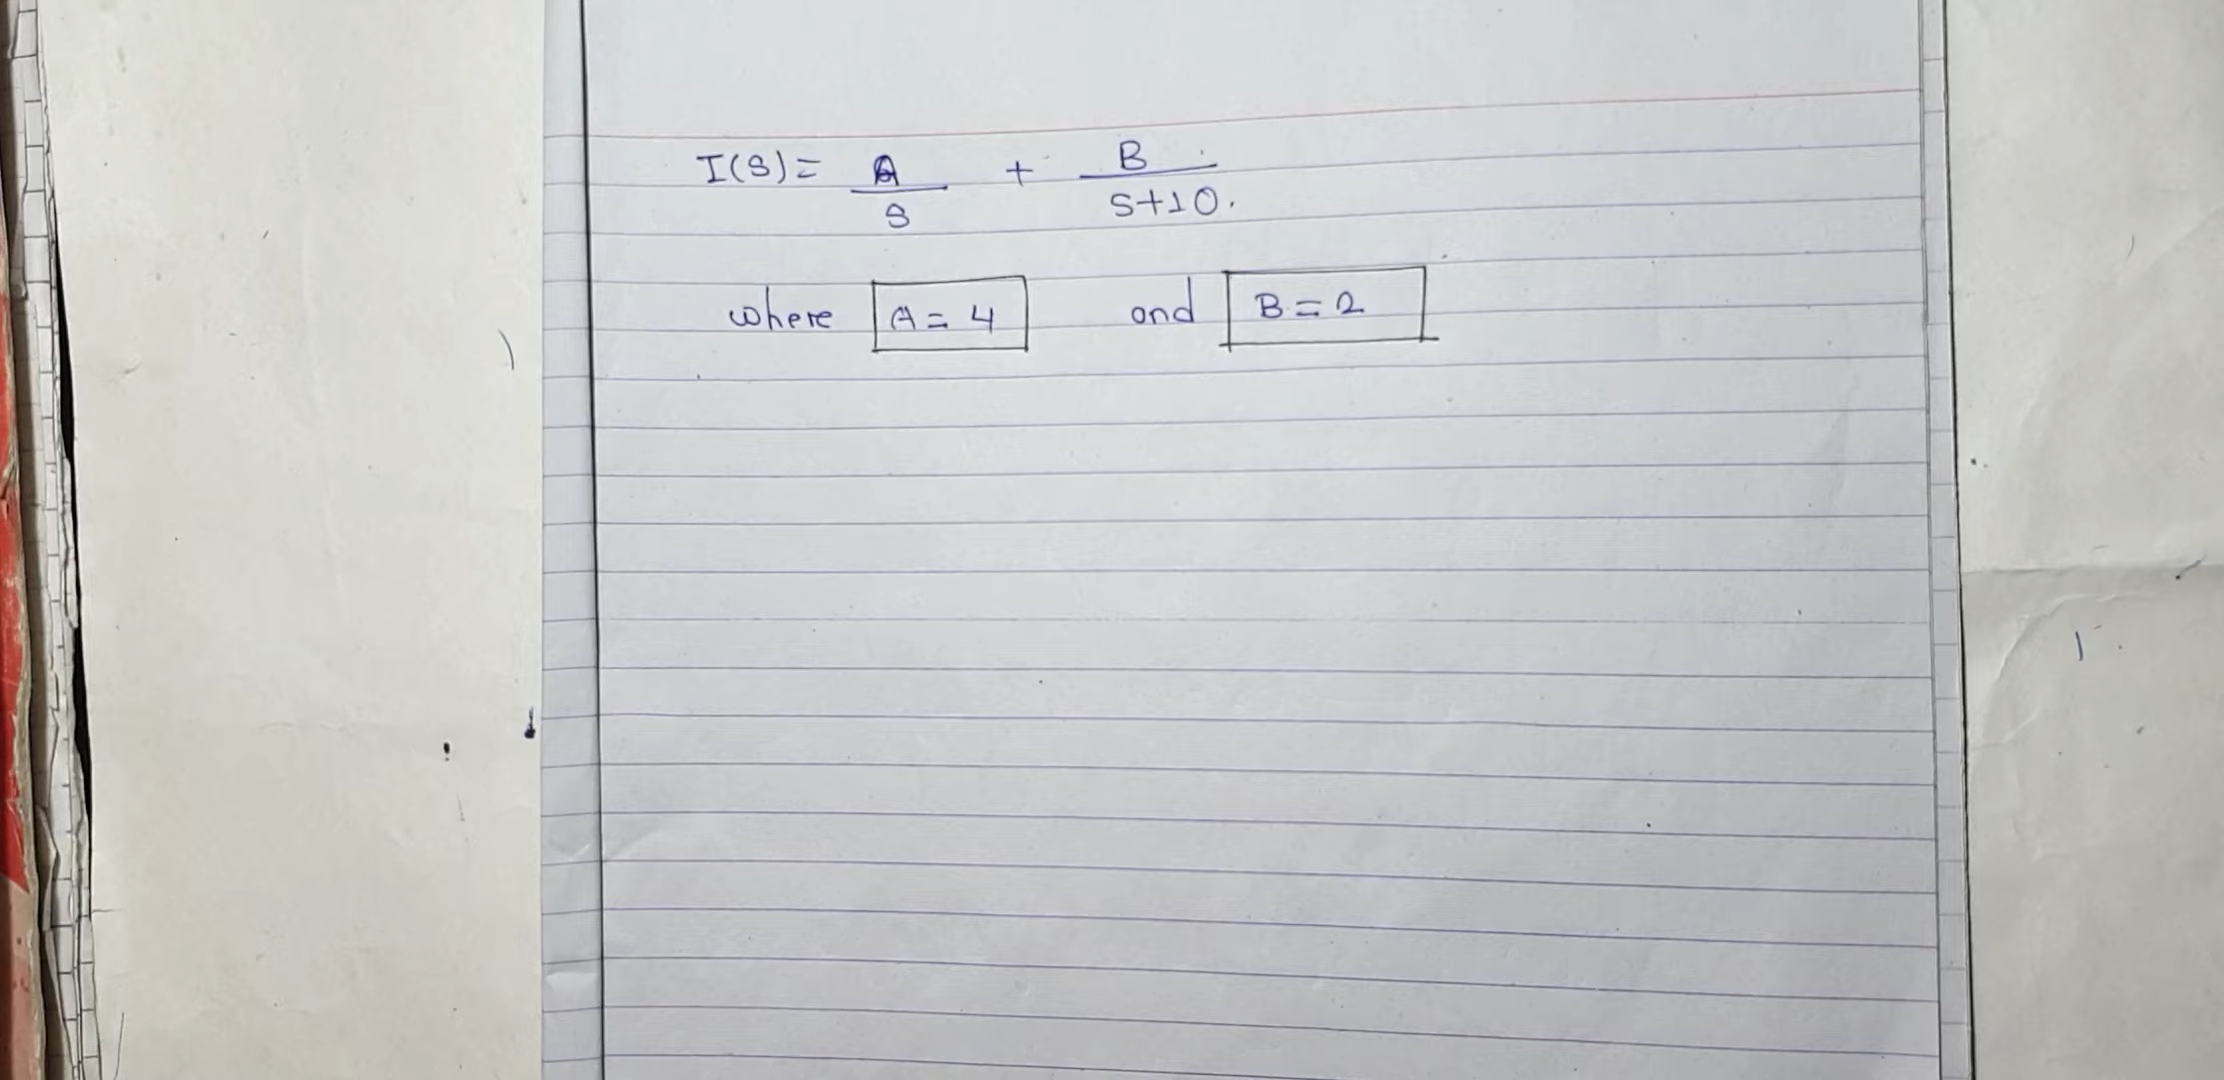 I(S) = A/S + B/S+10.
where A = 4 and B = 2